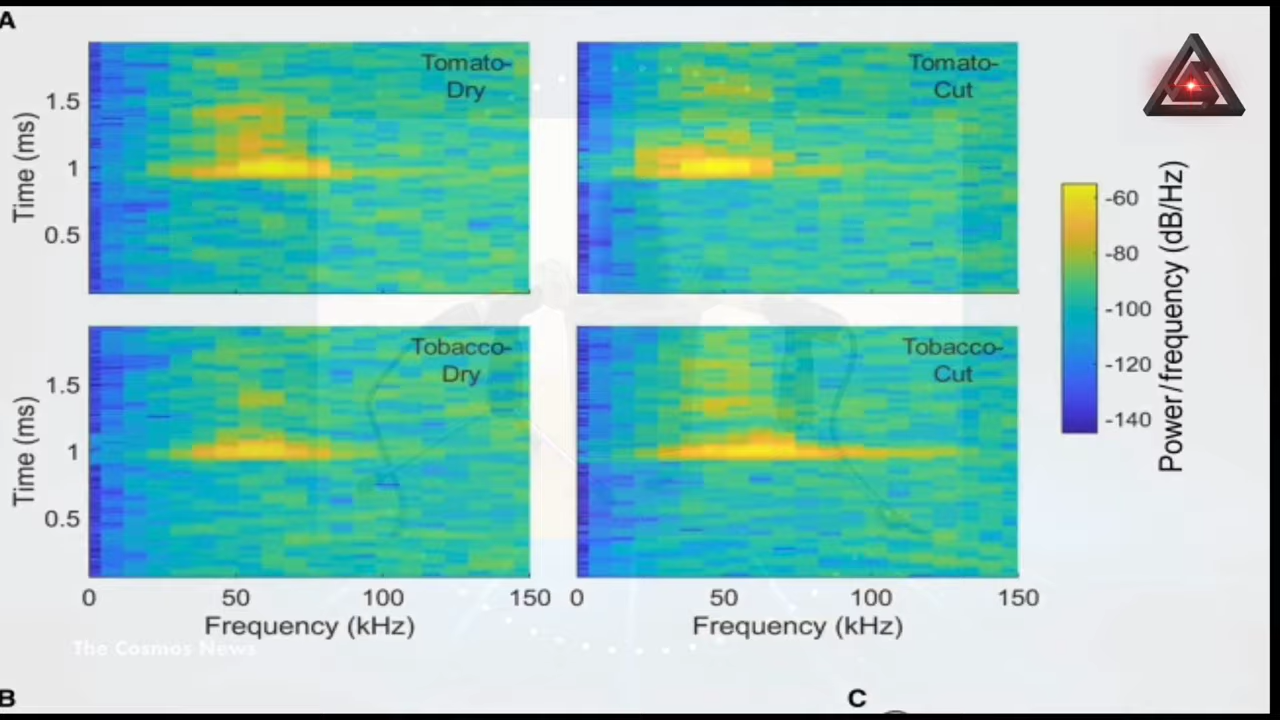 A
Tomato-
Dry
Tomato-
Cut
1.5
1
0.5
Time (ms)
Tobacco-
Dry
Tobacco-
Cut
1.5
1
0.5
Time (ms)
0 50 100 150
0 50 100 150
Frequency (kHz)
Frequency (kHz)
-60
-80
-100
-120
-140
Power/frequency (dB/Hz)
The Cosmos News
B
C